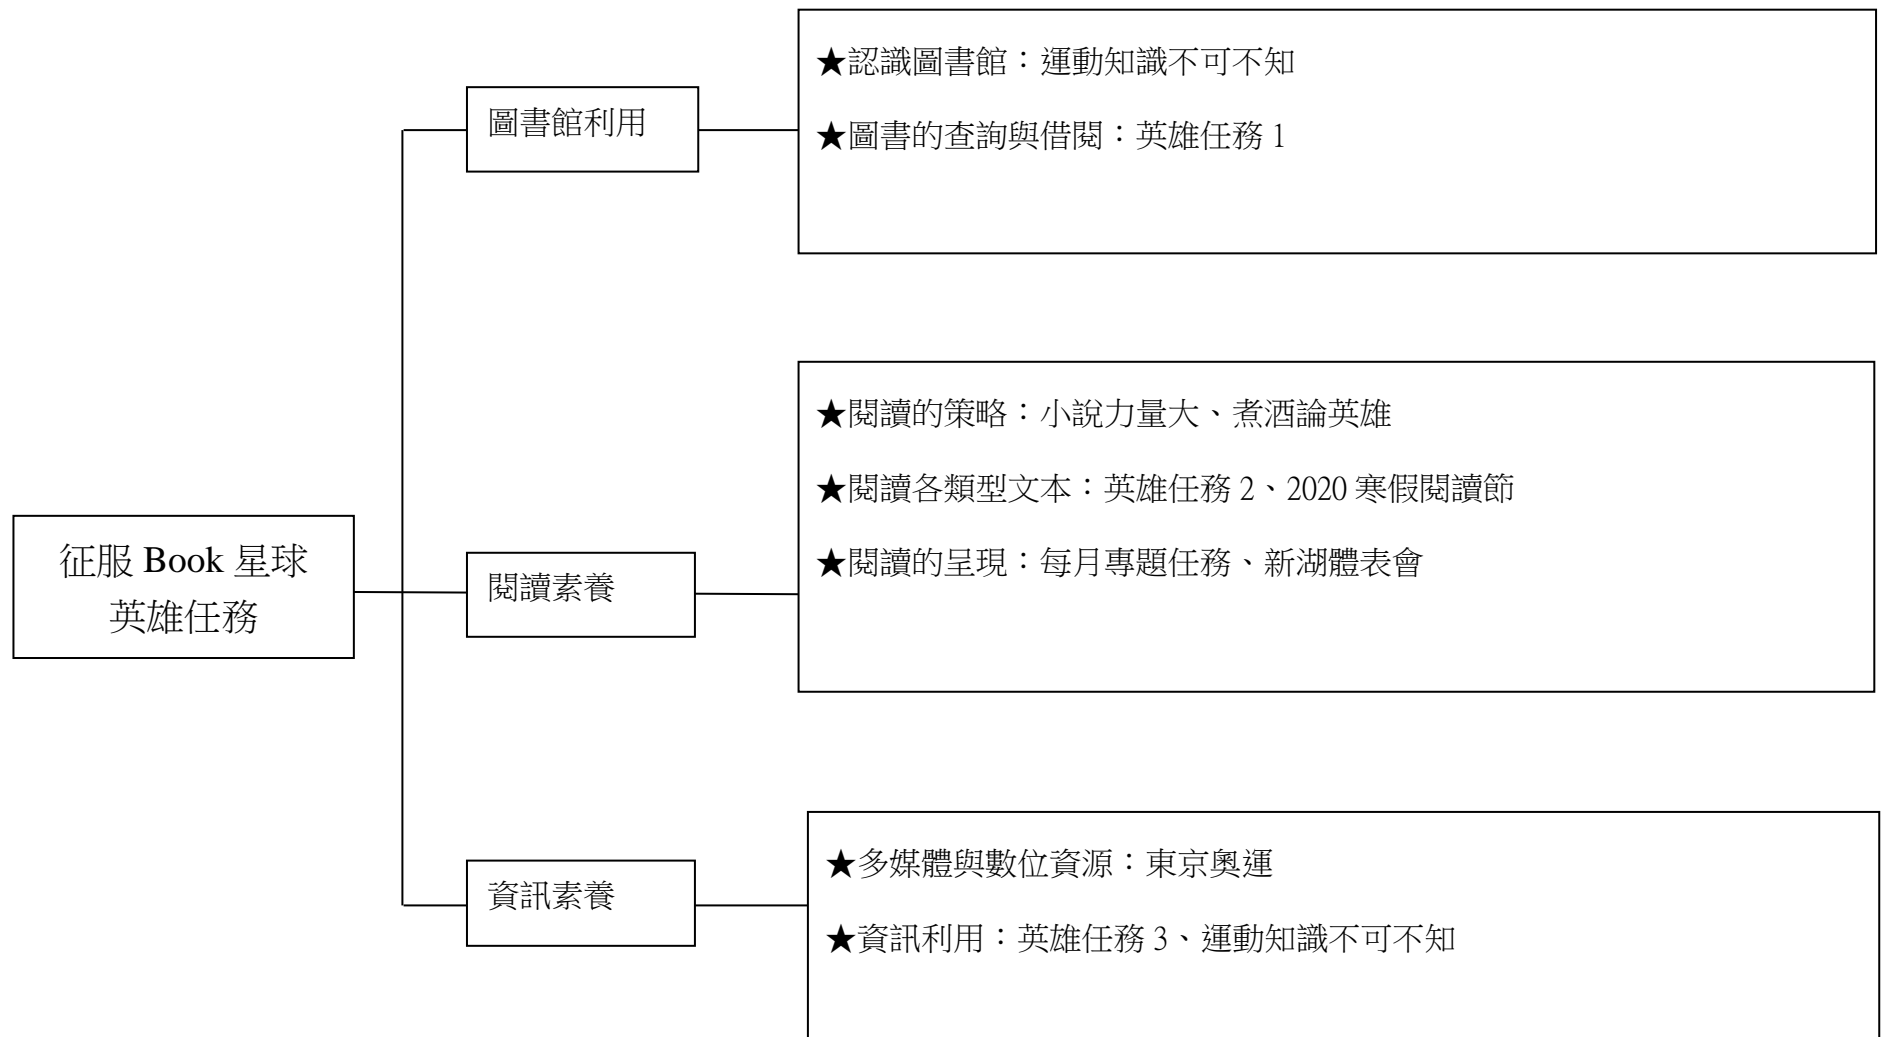 征服 Book 星球
英雄任務
圖書館利用
★認識圖書館：運動知識不可不知
★圖書的查詢與借閱：英雄任務 1
閱讀素養
★閱讀的策略：小說力量大、煮酒論英雄
★閱讀各類型文本：英雄任務 2、2020 寒假閱讀節
★閱讀的呈現：每月專題任務、新湖體表會
資訊素養
★多媒體與數位資源：東京奧運
★資訊利用：英雄任務 3、運動知識不可不知